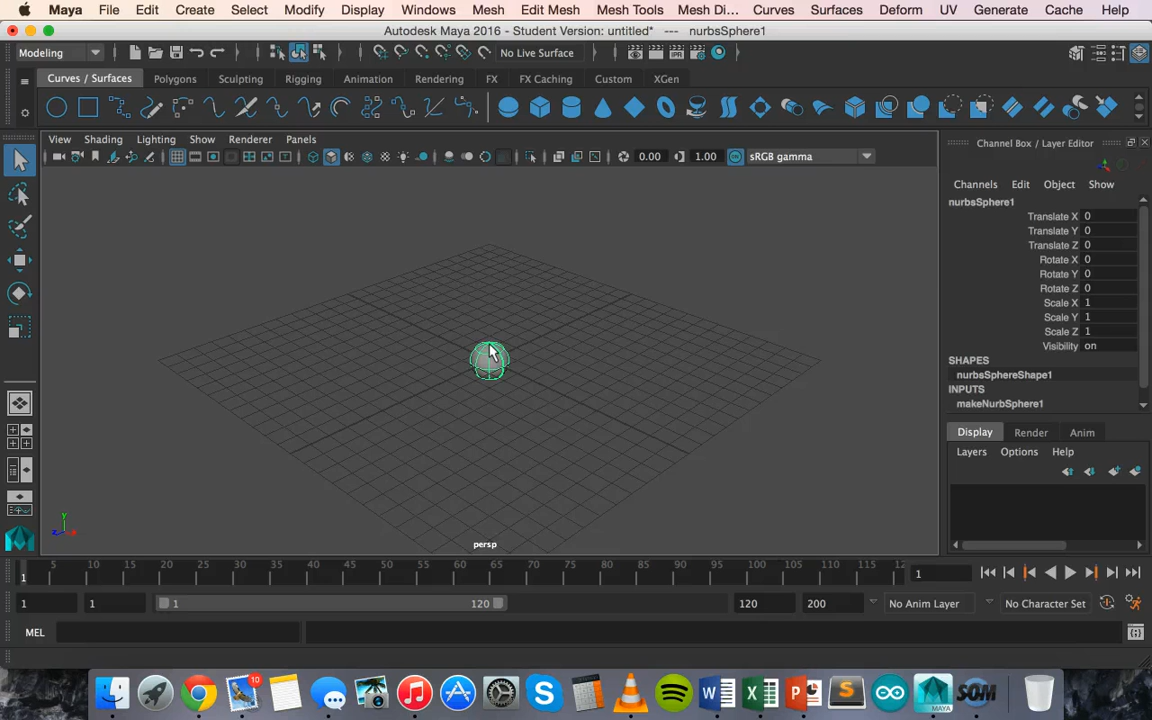 Maya File Edit Create Select Modify Display Windows Mesh Edit Mesh Mesh Tools Mesh Di... Curves Surfaces Deform UV Generate Cache Help
Autodesk Maya 2016 - Student Version: untitled* --- nurbsSphere1
Modeling No Live Surface
Curves / Surfaces Polygons Sculpting Rigging Animation Rendering FX FX Caching Custom XGen
View Shading Lighting Show Renderer Panels
0.00 1.00 sRGB gamma
Channel Box / Layer Editor
Channels Edit Object Show
nurbsSphere1
Translate X 0
Translate Y 0
Translate Z 0
Rotate X 0
Rotate Y 0
Rotate Z 0
Scale X 1
Scale Y 1
Scale Z 1
Visibility on
SHAPES
nurbsSphereShape1
INPUTS
makeNurbSphere1
Display Render Anim
Layers Options Help
Y
Z X
persp
1 5 10 15 20 25 30 35 40 45 50 55 60 65 70 75 80 85 90 95 100 105 110 115 12 1
1 1 1 120 120 200 No Anim Layer No Character Set
MEL
10
W X P S MAYA SOM